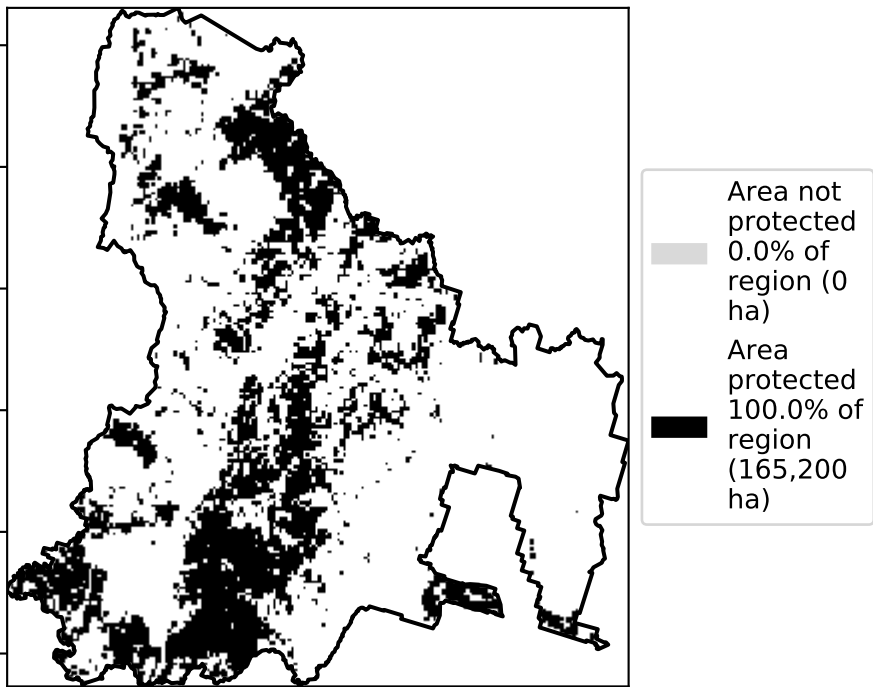 Area not
protected
0.0% of
region (0
ha)
Area
protected
100.0% of
region
(165,200
ha)